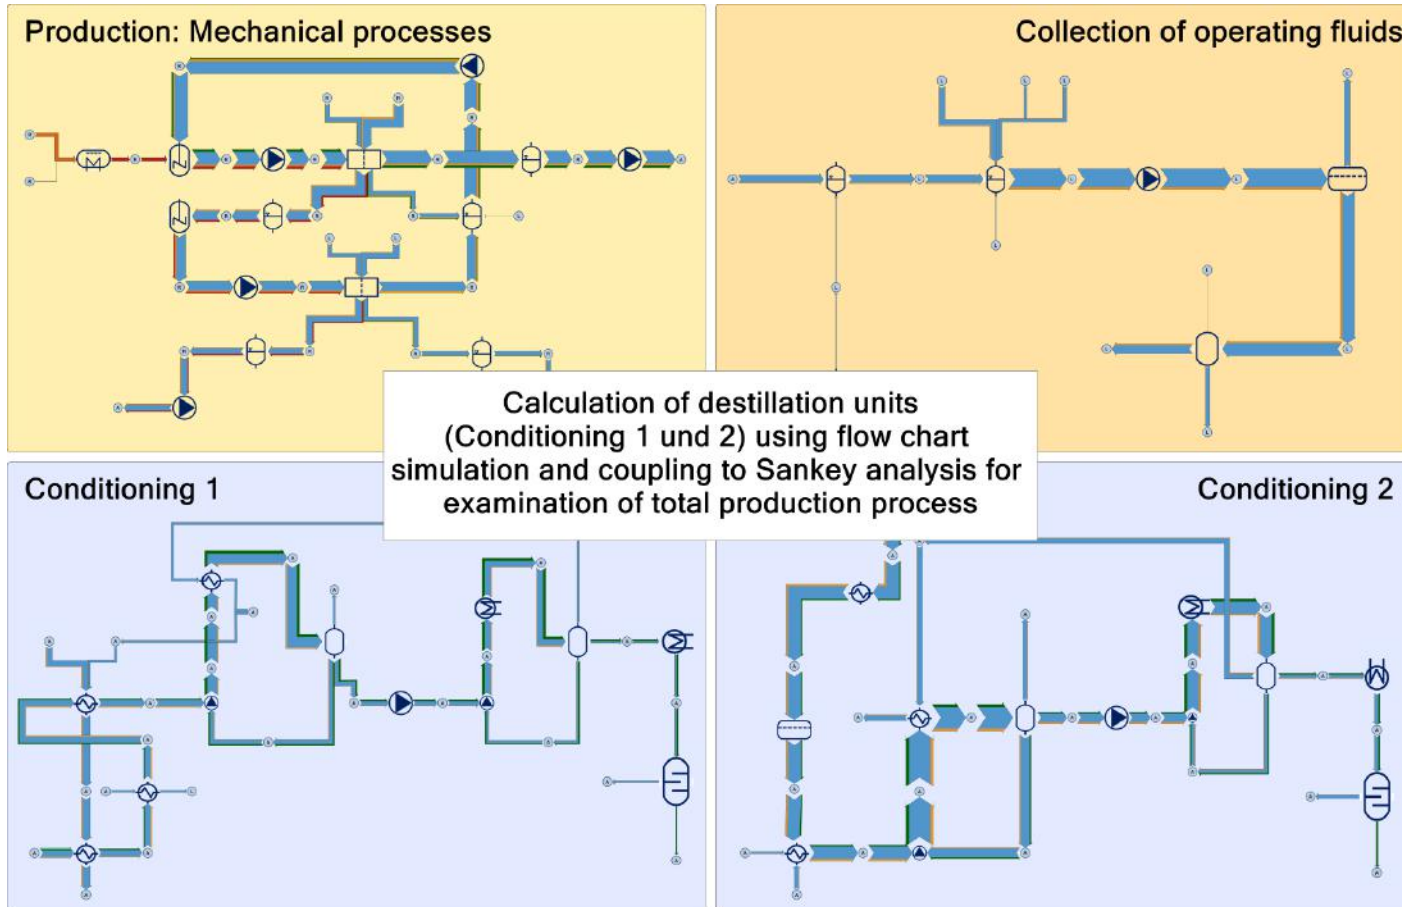 Production: Mechanical processes
Collection of operating fluids
Calculation of destillation units
(Conditioning 1 und 2) using flow chart
simulation and coupling to Sankey analysis for
examination of total production process
Conditioning 1
Conditioning 2